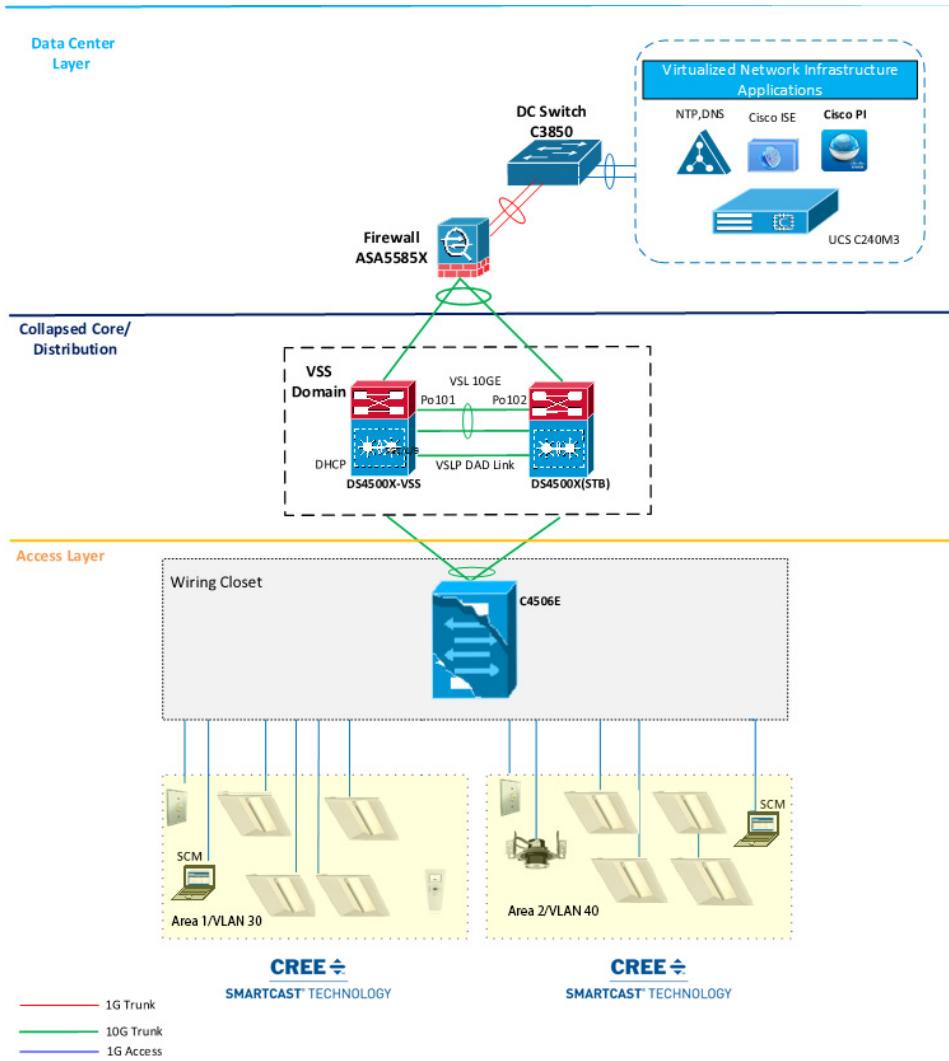 Data Center
Layer
Virtualized Network Infrastructure
Applications
NTP,DNS
Cisco ISE
Cisco PI
DC Switch
C3850
UCS C240M3
Firewall
ASA5585X
Collapsed Core/
Distribution
VSS
Domain
VSL 10GE
Po101
Po102
DHCP
VSLP DAD Link
DS4500X-VSS
DS4500X(STB)
Access Layer
Wiring Closet
C4506E
SCM
SCM
Area 1/VLAN 30
Area 2/VLAN 40
CREE
SMARTCAST® TECHNOLOGY
CREE
SMARTCAST® TECHNOLOGY
1G Trunk
10G Trunk
1G Access